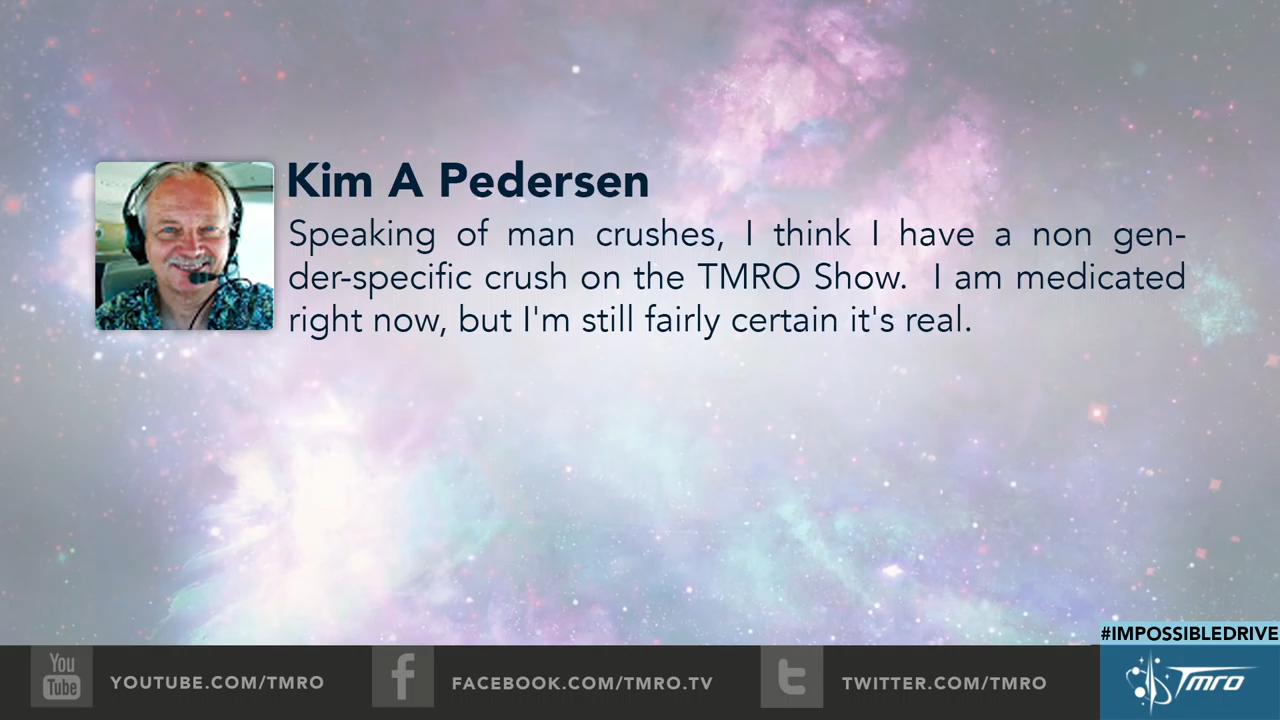 Kim A Pedersen
Speaking of man crushes, I think I have a non gen-
der-specific crush on the TMRO Show.  I am medicated
right now, but I'm still fairly certain it's real.
#IMPOSSIBLEDRIVE
You
Tube
YOUTUBE.COM/TMRO
f
FACEBOOK.COM/TMRO.TV
t
TWITTER.COM/TMRO
Tmro